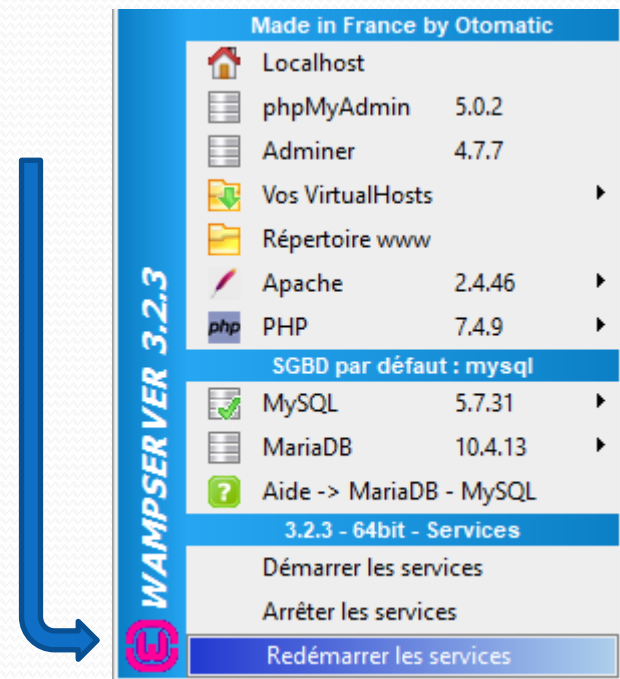 Made in France by Otomatic
Localhost
phpMyAdmin 5.0.2
Adminer 4.7.7
Vos VirtualHosts
Répertoire www
Apache 2.4.46
php PHP 7.4.9
SGBD par défaut : mysql
MySQL 5.7.31
MariaDB 10.4.13
? Aide -> MariaDB - MySQL
3.2.3 - 64bit - Services
Démarrer les services
Arrêter les services
Redémarrer les services
WAMPSERVER 3.2.3